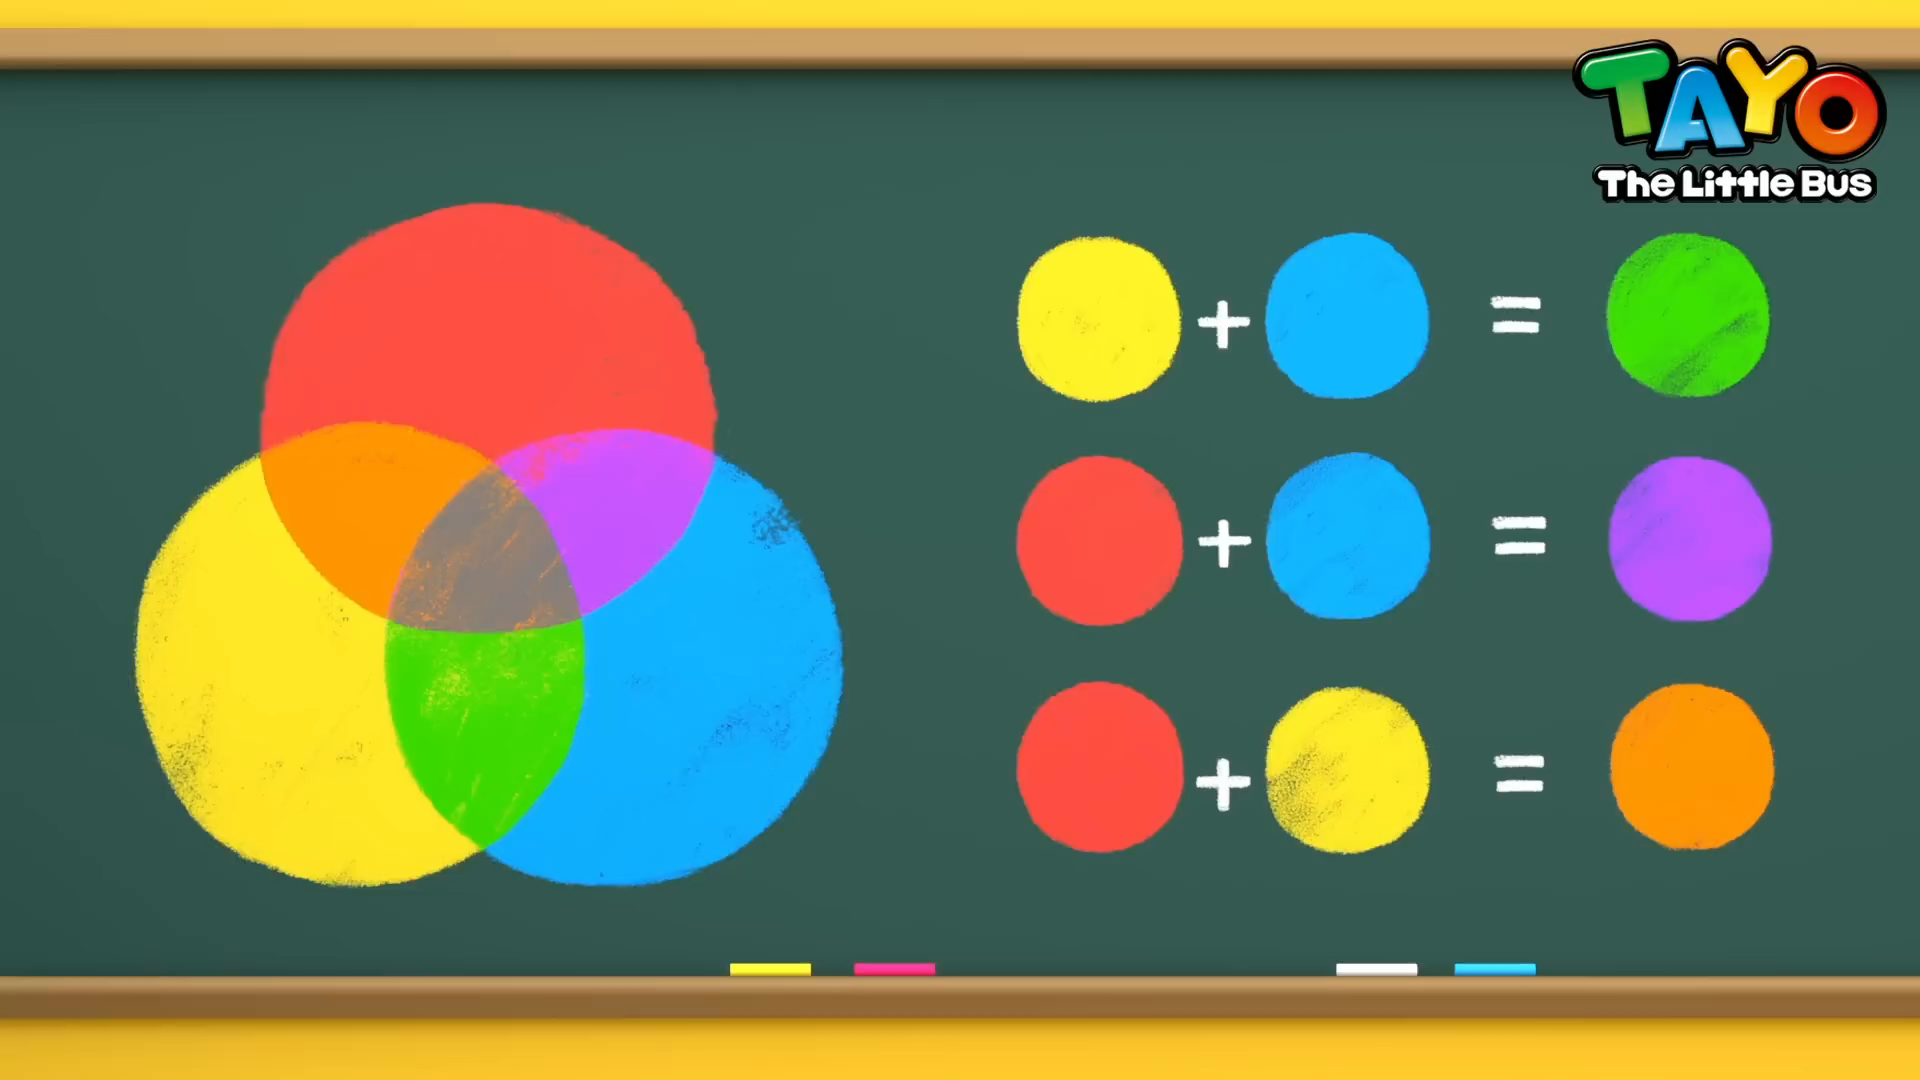 TAYO
The Little Bus
+ =
+ =
+ =